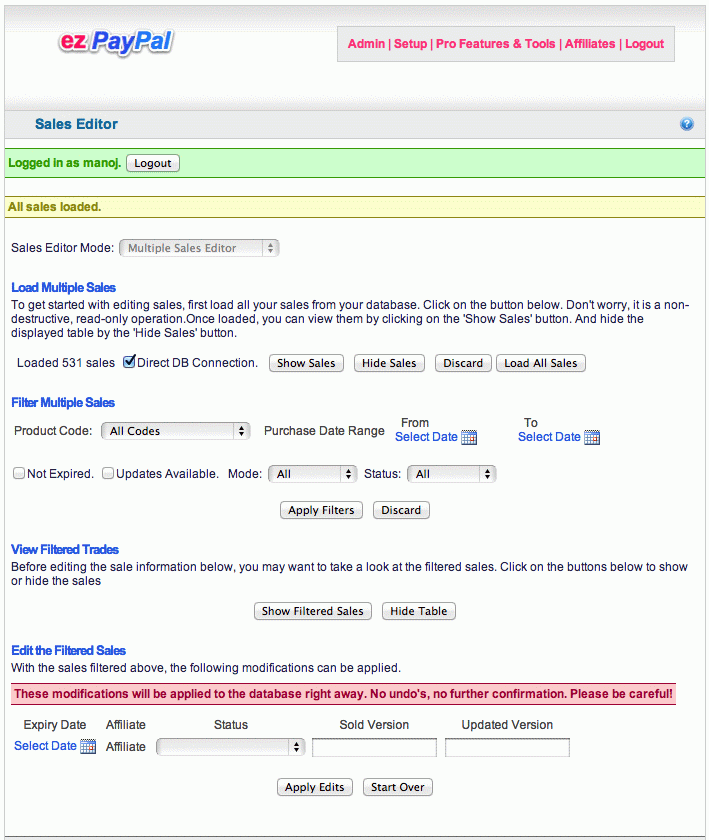 ez PayPal
Admin | Setup | Pro Features & Tools | Affiliates | Logout
Sales Editor
?
Logged in as manoj. Logout
All sales loaded.
Sales Editor Mode: Multiple Sales Editor
Load Multiple Sales
To get started with editing sales, first load all your sales from your database. Click on the button below. Don't worry, it is a non-
destructive, read-only operation.Once loaded, you can view them by clicking on the 'Show Sales' button. And hide the
displayed table by the 'Hide Sales' button.
Loaded 531 sales Direct DB Connection. Show Sales Hide Sales Discard Load All Sales
Filter Multiple Sales
Product Code: All Codes Purchase Date Range From To
Select Date Select Date
Not Expired. Updates Available. Mode: All Status: All
Apply Filters Discard
View Filtered Trades
Before editing the sale information below, you may want to take a look at the filtered sales. Click on the buttons below to show
or hide the sales
Show Filtered Sales Hide Table
Edit the Filtered Sales
With the sales filtered above, the following modifications can be applied.
These modifications will be applied to the database right away. No undo's, no further confirmation. Please be careful!
Expiry Date Affiliate Status Sold Version Updated Version
Select Date Affiliate
Apply Edits Start Over